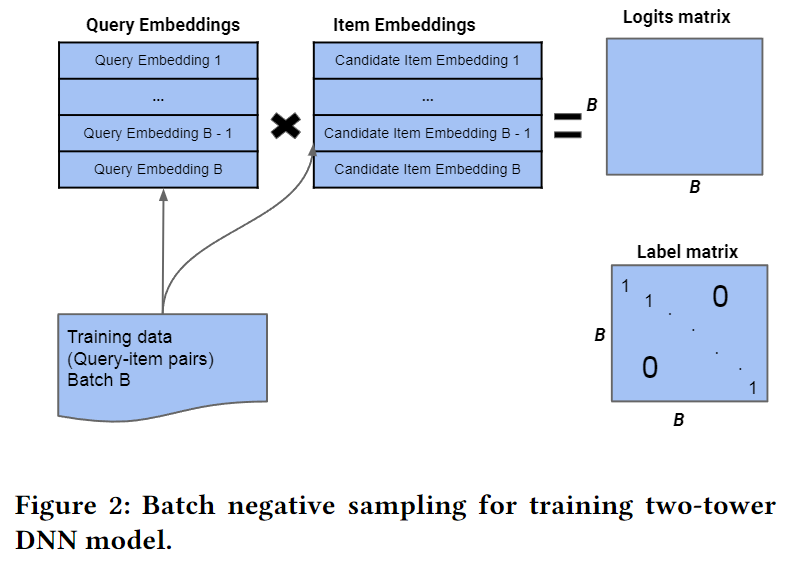 Query Embeddings
Query Embedding 1
...
Query Embedding B - 1
Query Embedding B
Item Embeddings
Candidate Item Embedding 1
...
Candidate Item Embedding B - 1
Candidate Item Embedding B
Logits matrix
B
B
Training data
(Query-item pairs)
Batch B
Label matrix
1
1
0
B
0
1
B
Figure 2: Batch negative sampling for training two-tower
DNN model.